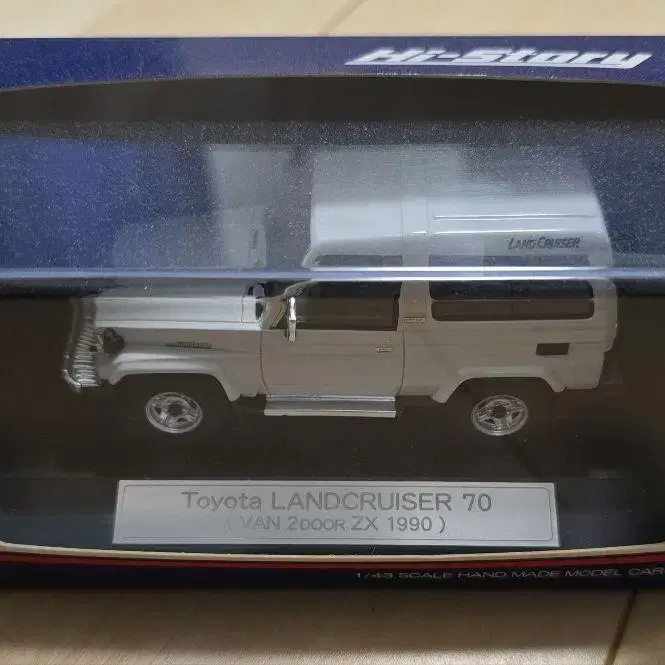 Hi-Story
LAND CRUISER
Toyota LANDCRUISER 70
( VAN 2DOOR ZX 1990 )
1/43 SCALE HAND MADE MODEL CAR